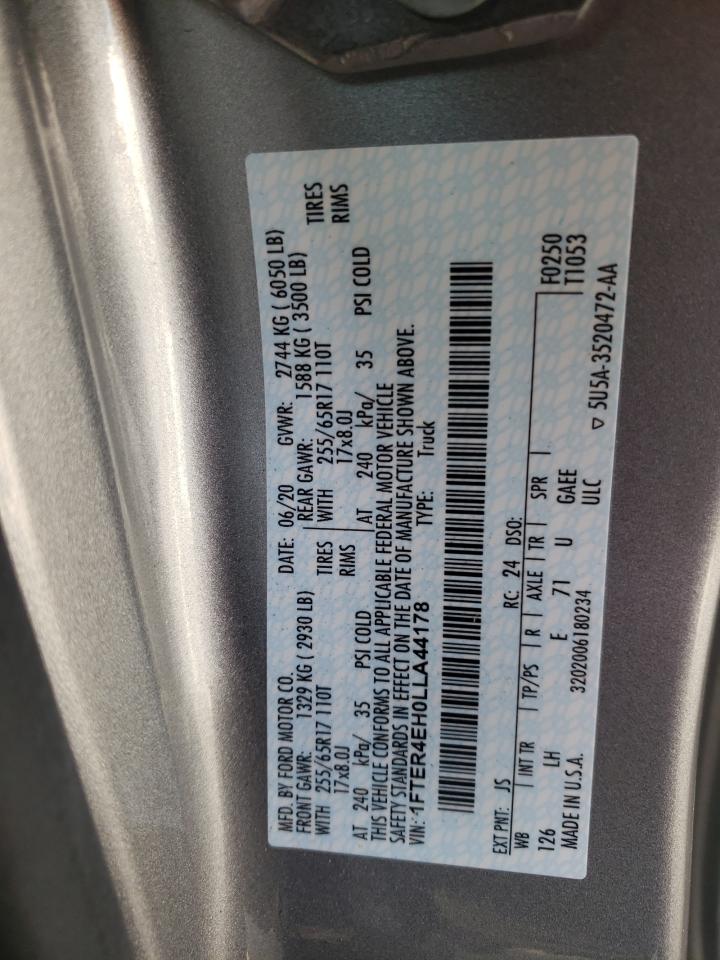 MFD. BY FORD MOTOR CO. DATE: 06/20 GVWR: 2744 KG ( 6050 LB)
FRONT GAWR: 1329 KG ( 2930 LB) REAR GAWR: 1588 KG ( 3500 LB)
WITH 255/65R17 110T TIRES WITH 255/65R17 110T TIRES
17x8.0J RIMS 17x8.0J RIMS
AT 240 kPa/ 35 PSI COLD AT 240 kPa/ 35 PSI COLD
THIS VEHICLE CONFORMS TO ALL APPLICABLE FEDERAL MOTOR VEHICLE
SAFETY STANDARDS IN EFFECT ON THE DATE OF MANUFACTURE SHOWN ABOVE.
VIN: 1FTER4EH0LLA44178 TYPE: Truck
EXT PNT: JS RC: 24 DSO:
WB INT TR TP/PS R AXLE TR SPR F0250
126 LH E 71 U GAEE T1053
MADE IN U.S.A. 3202006180234 ULC ▽ 5U5A-3520472-AA